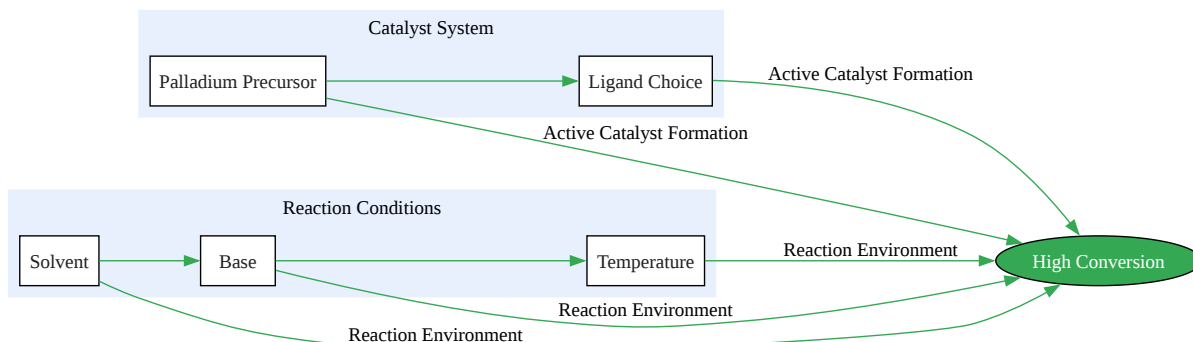 Catalyst System
Palladium Precursor
Ligand Choice
Active Catalyst Formation
Active Catalyst Formation
Reaction Conditions
Solvent
Base
Temperature
Reaction Environment
High Conversion
Reaction Environment
Reaction Environment